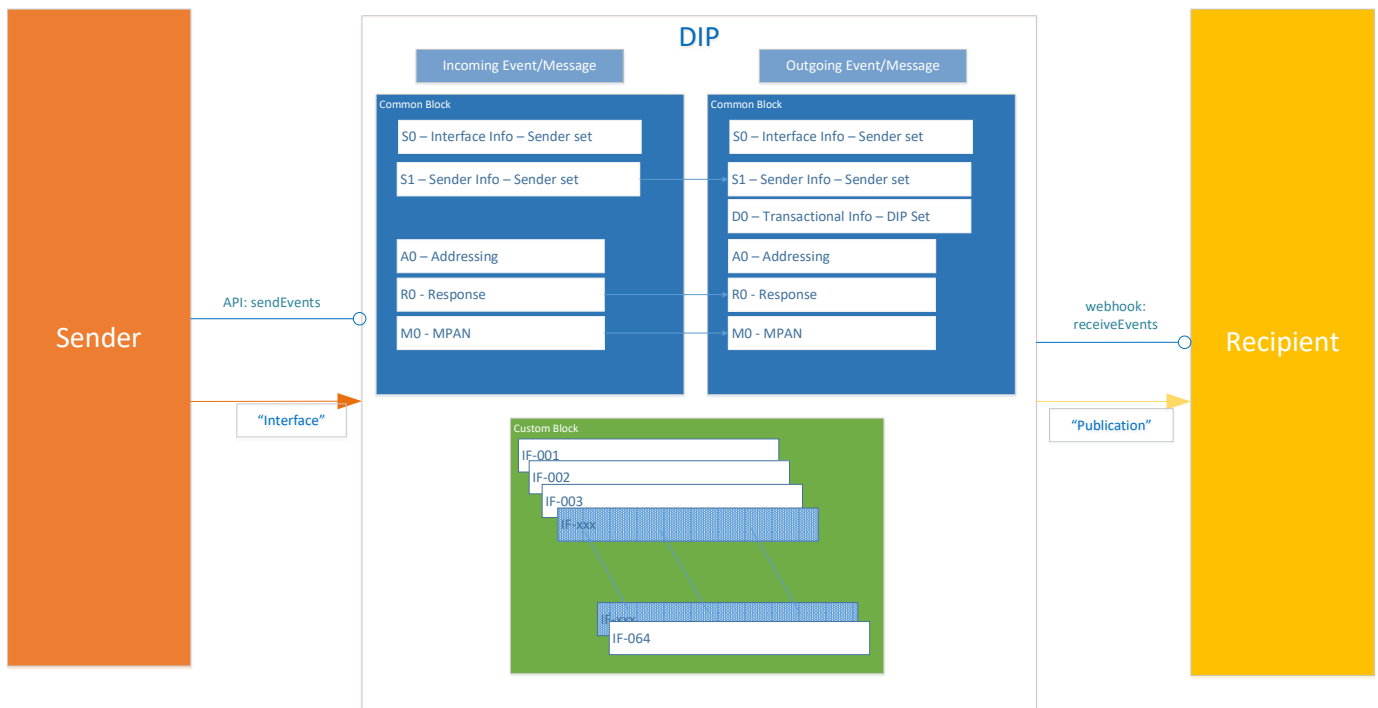 DIP
Incoming Event/Message
Outgoing Event/Message
Common Block
S0 – Interface Info – Sender set
S1 – Sender Info – Sender set
A0 – Addressing
R0 - Response
M0 - MPAN
Common Block
S0 – Interface Info – Sender set
S1 – Sender Info – Sender set
D0 – Transactional Info – DIP Set
A0 – Addressing
R0 - Response
M0 - MPAN
Sender
API: sendEvents
“Interface”
webhook:
receiveEvents
“Publication”
Recipient
Custom Block
IF-001
IF-002
IF-003
IF-xxx
IF-xxx
IF-064